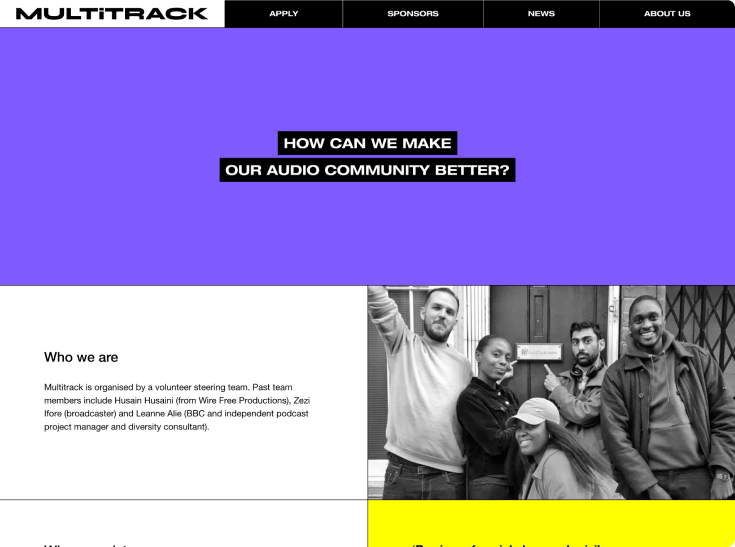 MULTiTRACK
APPLY
SPONSORS
NEWS
ABOUT US
HOW CAN WE MAKE
OUR AUDIO COMMUNITY BETTER?
Who we are
Multitrack is organised by a volunteer steering team. Past team
members include Husain Husaini (from Wire Free Productions), Zezi
Ifore (broadcaster) and Leanne Alie (BBC and independent podcast
project manager and diversity consultant).